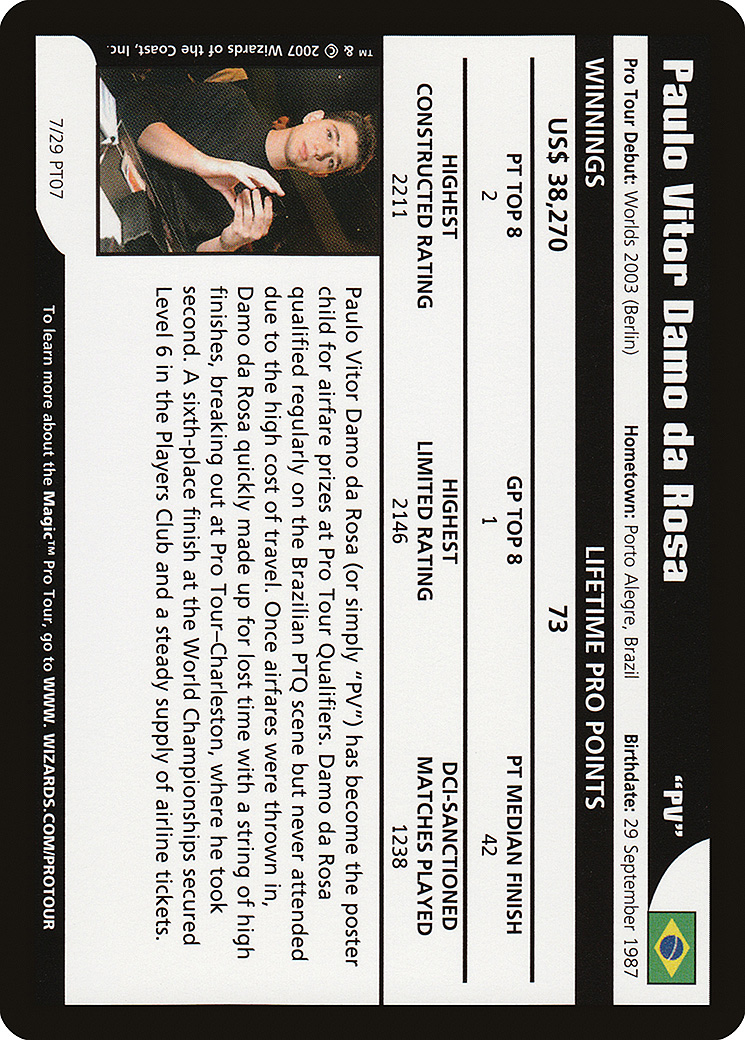 Paulo Vitor Damo da Rosa
“PV”
Pro Tour Debut: Worlds 2003 (Berlin)
Hometown: Porto Alegre, Brazil
Birthdate: 29 September 1987
WINNINGS
LIFETIME PRO POINTS
US$ 38,270
73
PT TOP 8
2
GP TOP 8
1
PT MEDIAN FINISH
42
HIGHEST
CONSTRUCTED RATING
2211
HIGHEST
LIMITED RATING
2146
DCI-SANCTIONED
MATCHES PLAYED
1238
™ & © 2007 Wizards of the Coast, Inc.
Paulo Vitor Damo da Rosa (or simply “PV”) has become the poster
child for airfare prizes at Pro Tour Qualifiers. Damo da Rosa
qualified regularly on the Brazilian PTQ scene but never attended
due to the high cost of travel. Once airfares were thrown in,
Damo da Rosa quickly made up for lost time with a string of high
finishes, breaking out at Pro Tour–Charleston, where he took
second. A sixth-place finish at the World Championships secured
Level 6 in the Players Club and a steady supply of airline tickets.
7/29 PT07
To learn more about the Magic™ Pro Tour, go to WWW. WIZARDS.COM/PROTOUR